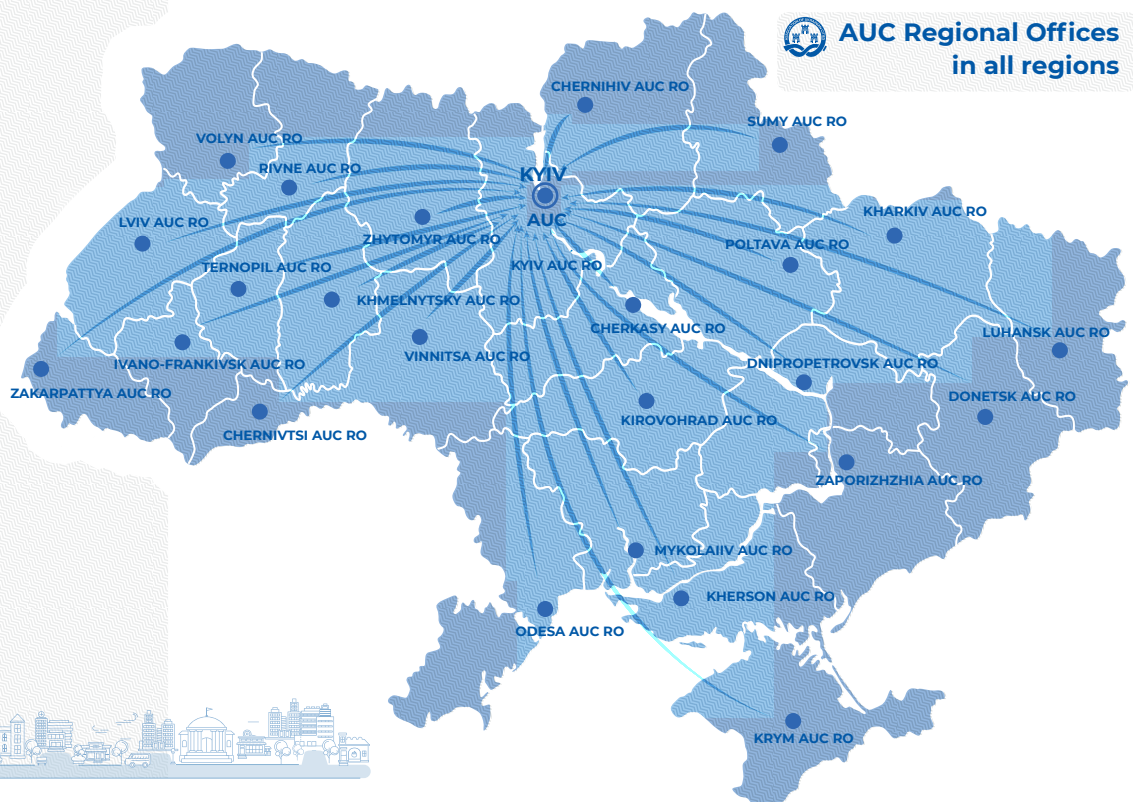 AUC Regional Offices
in all regions
CHERNIHIV AUC RO
SUMY AUC RO
VOLYN AUC RO
RIVNE AUC RO
KYIV
AUC
LVIV AUC RO
KHARKIV AUC RO
ZHYTOMYR AUC RO
POLTAVA AUC RO
TERNOPIL AUC RO
KYIV AUC RO
KHMELNYTSKY AUC RO
CHERKASY AUC RO
LUHANSK AUC RO
VINNITSA AUC RO
IVANO-FRANKIVSK AUC RO
DNIPROPETROVSK AUC RO
ZAKARPATTYA AUC RO
DONETSK AUC RO
KIROVOHRAD AUC RO
CHERNIVTSI AUC RO
ZAPORIZHZHIA AUC RO
MYKOLAIIV AUC RO
KHERSON AUC RO
ODESA AUC RO
KRYM AUC RO